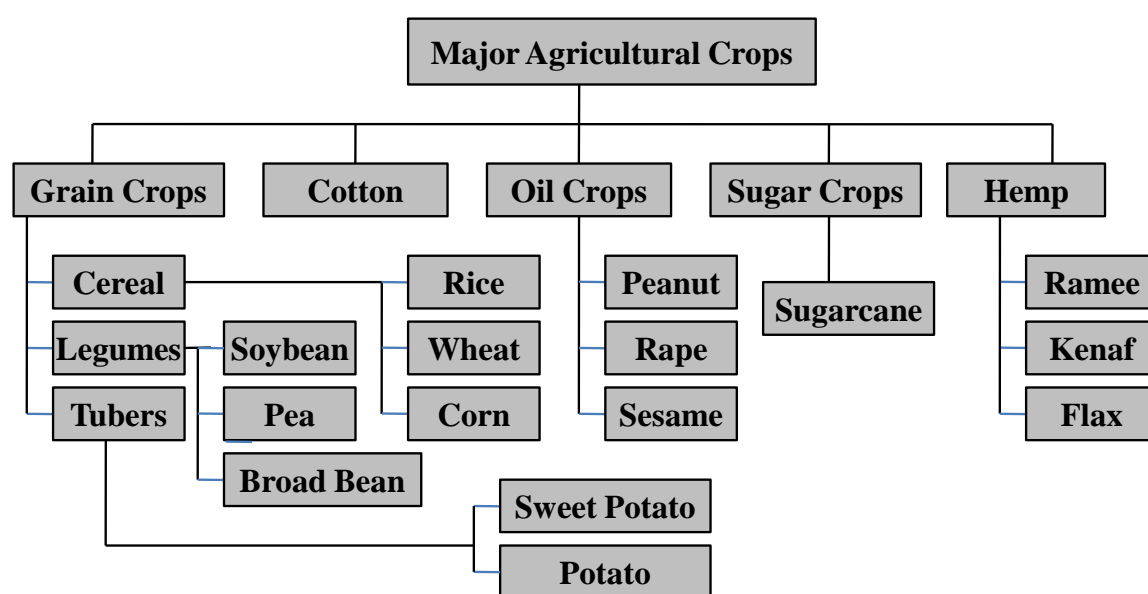 Major Agricultural Crops
Grain Crops
Cotton
Oil Crops
Sugar Crops
Hemp
Cereal
Rice
Peanut
Ramee
Sugarcane
Legumes
Soybean
Wheat
Rape
Kenaf
Tubers
Pea
Corn
Sesame
Flax
Broad Bean
Sweet Potato
Potato